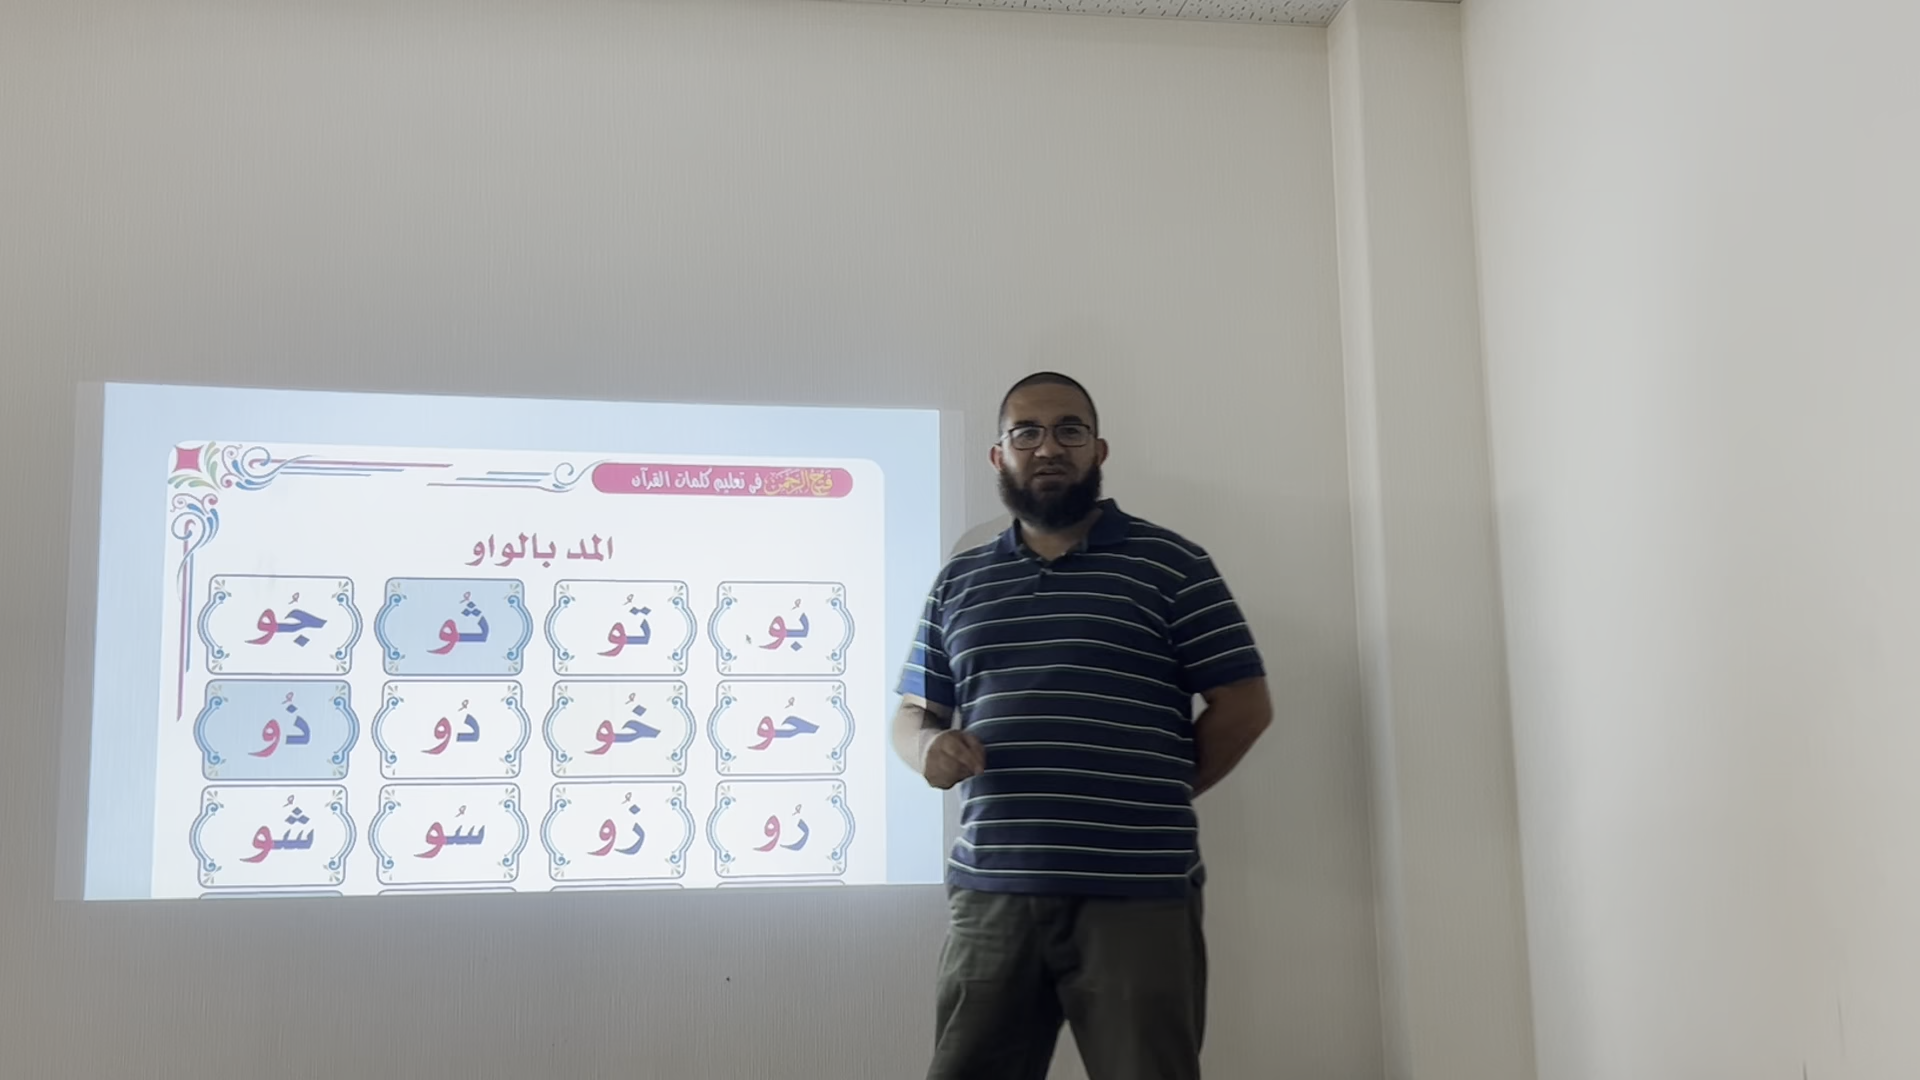 فتح الرحمن في تعليم كلمات القرآن
المد بالواو
بُو تُو ثُو جُو
حُو خُو دُو ذُو
رُو زُو سُو شُو